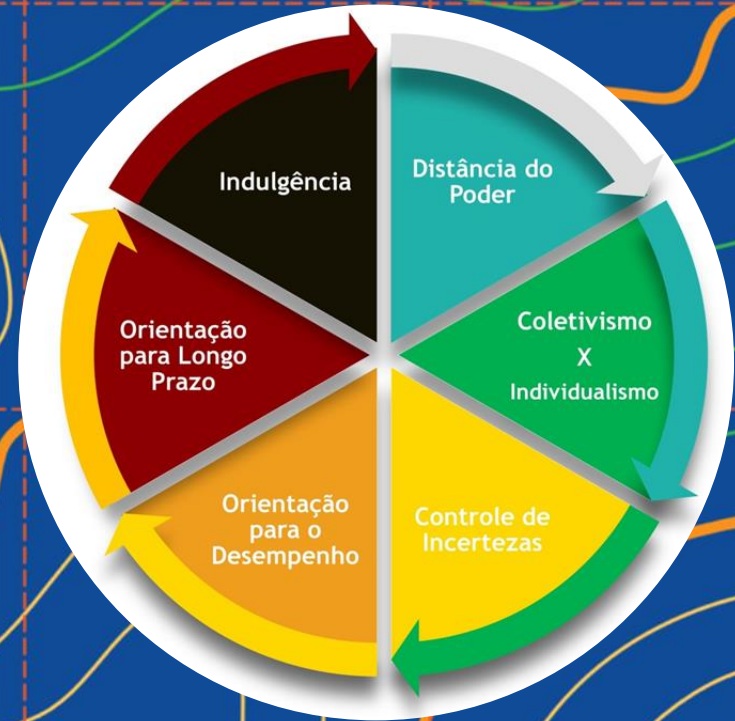 Indulgência
Distância do
Poder
Coletivismo
X
Individualismo
Controle de
Incertezas
Orientação
para o
Desempenho
Orientação
para Longo
Prazo